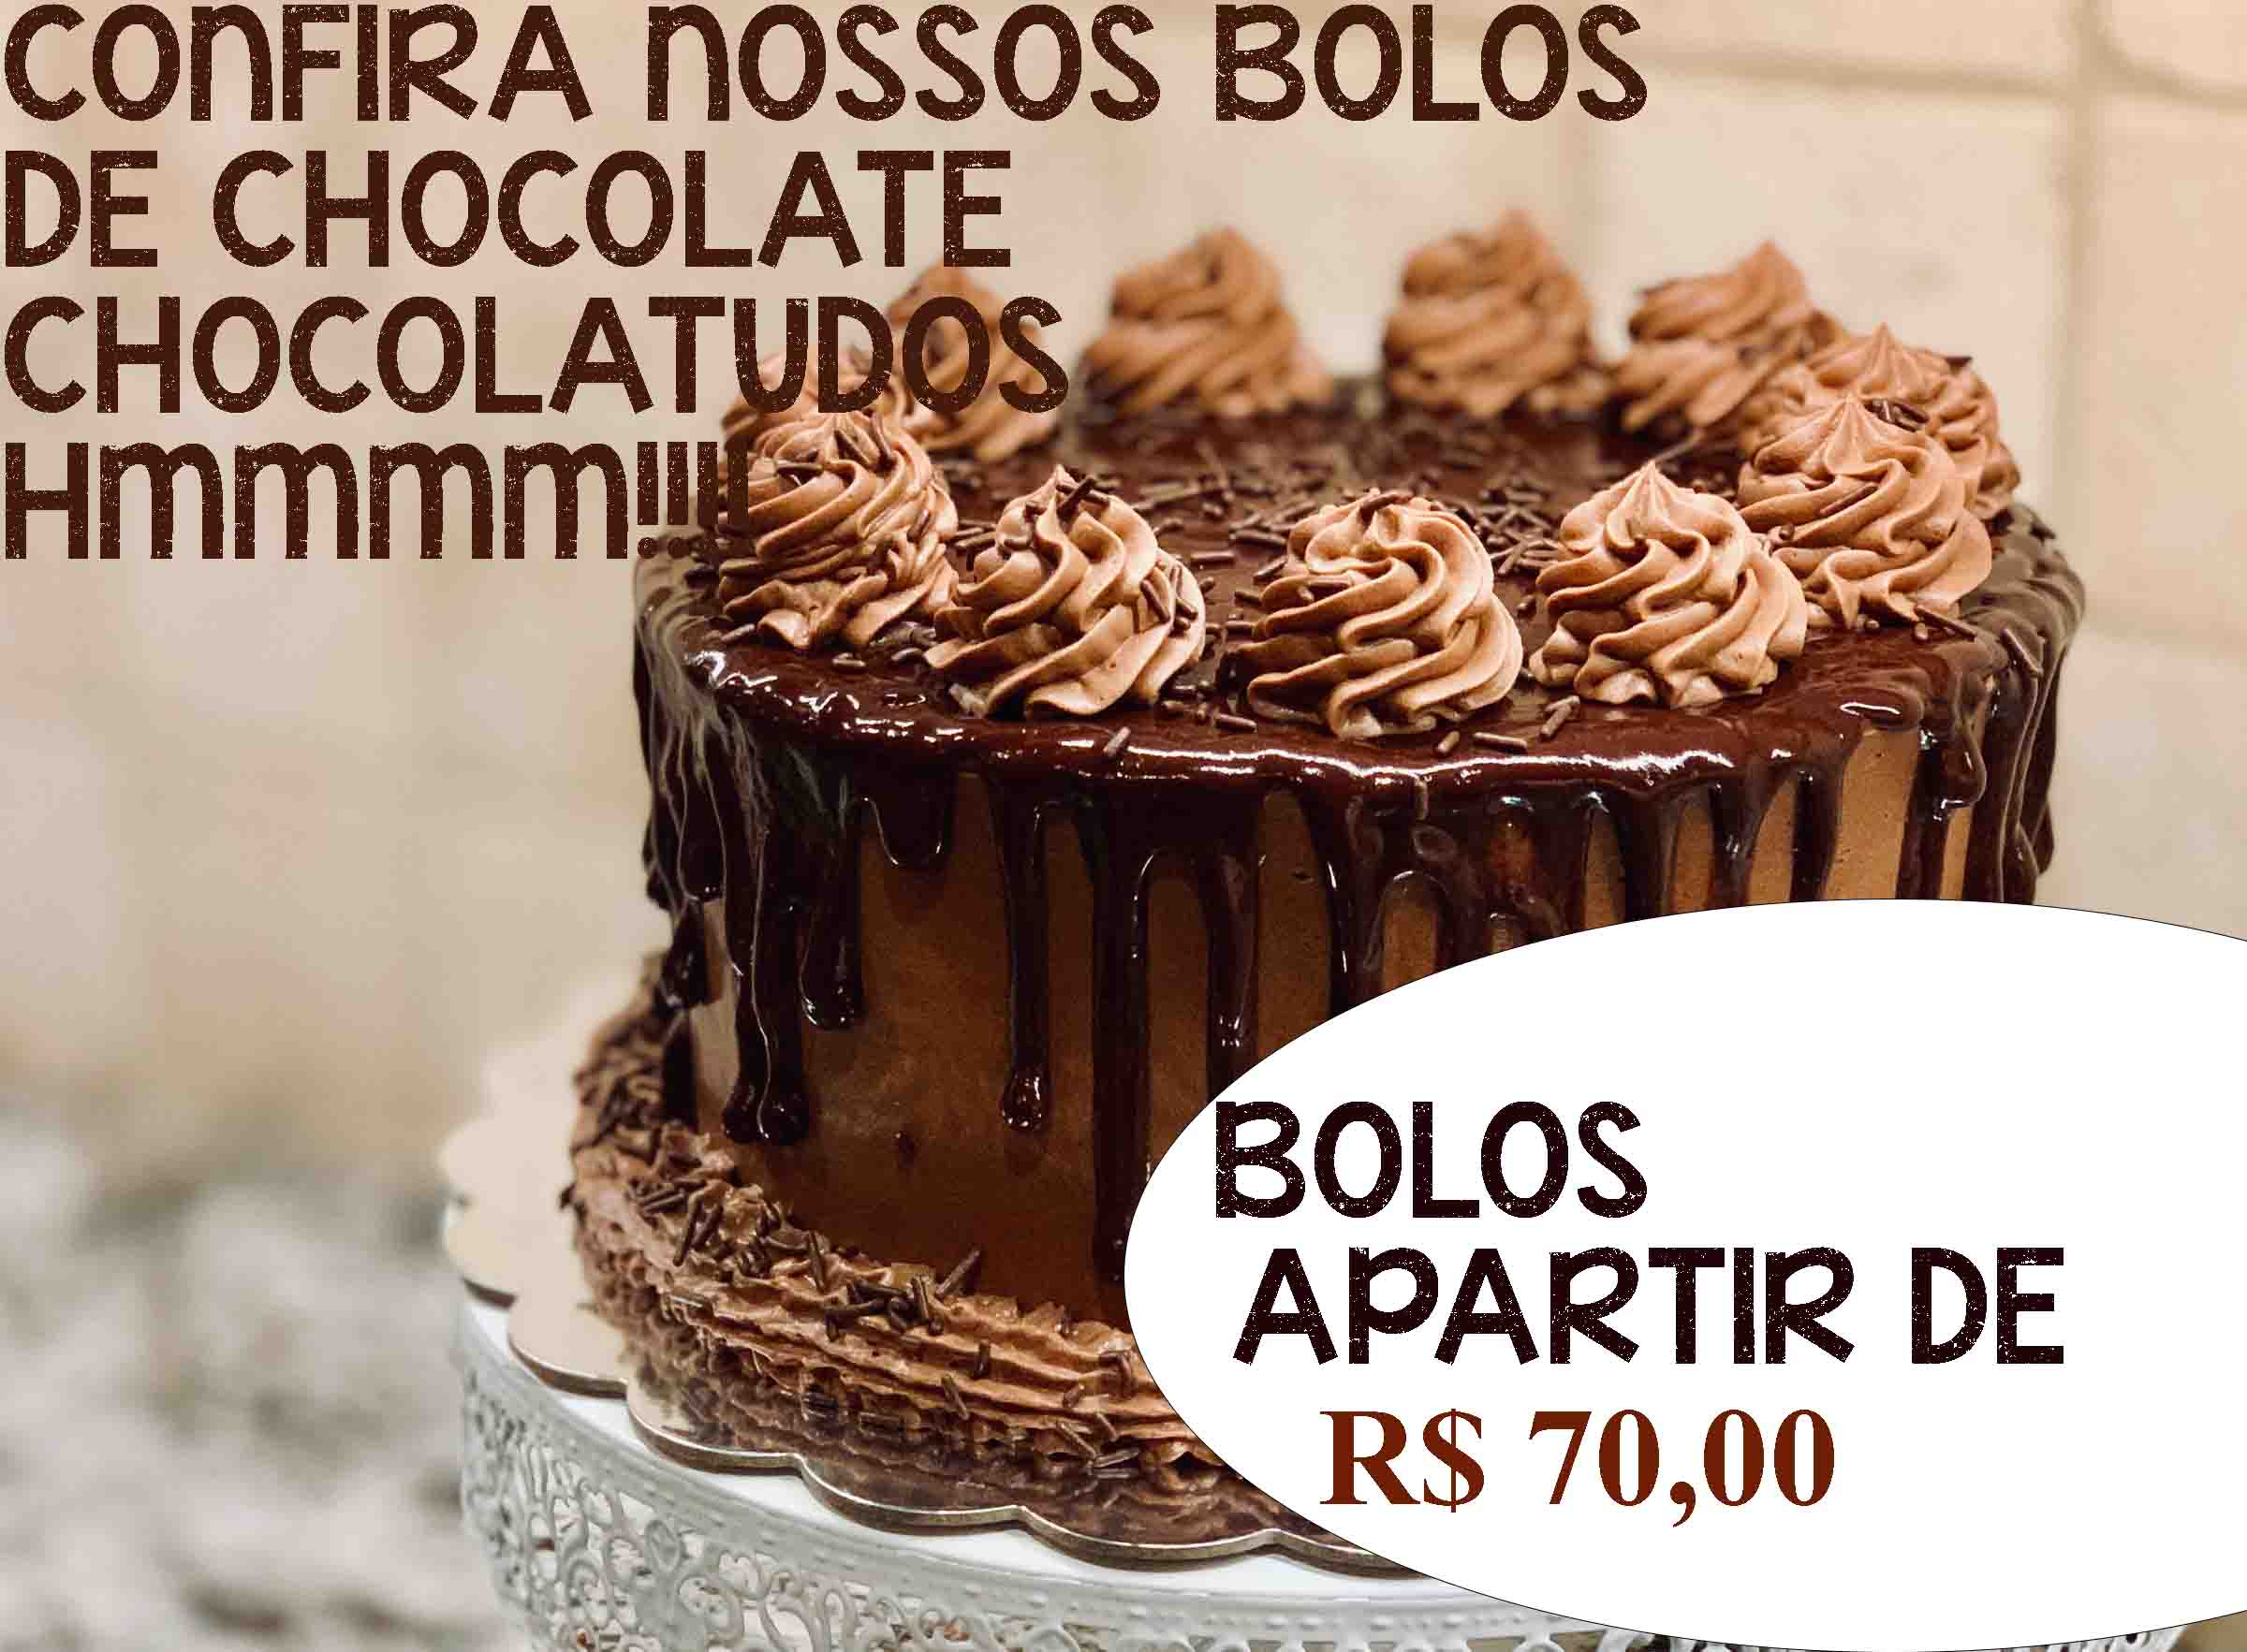 CONFIRA NOSSOS BOLOS
DE CHOCOLATE
CHOCOLATUDOS
Hmmmm!!!!
BOLOS
APARTIR DE
R$ 70,00